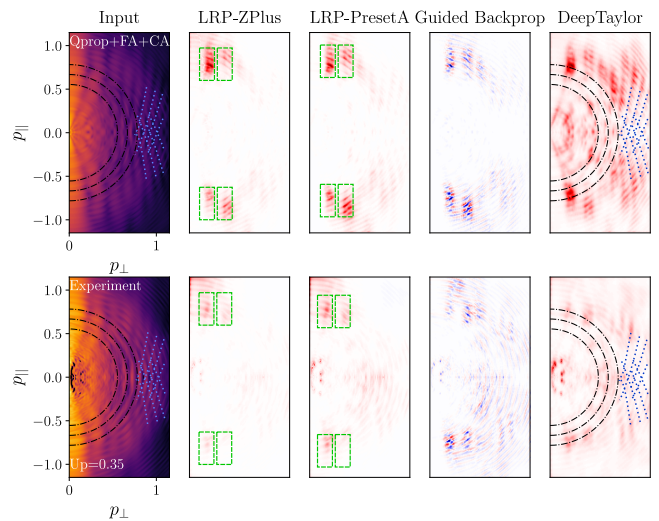 Input LRP-ZPlus LRP-PresetA Guided Backprop DeepTaylor
Qprop+FA+CA
1.0
0.5
p∥ 0.0
−0.5
−1.0
0 1
p⊥
Experiment
1.0
0.5
p∥ 0.0
−0.5
−1.0
Up=0.35
0 1
p⊥